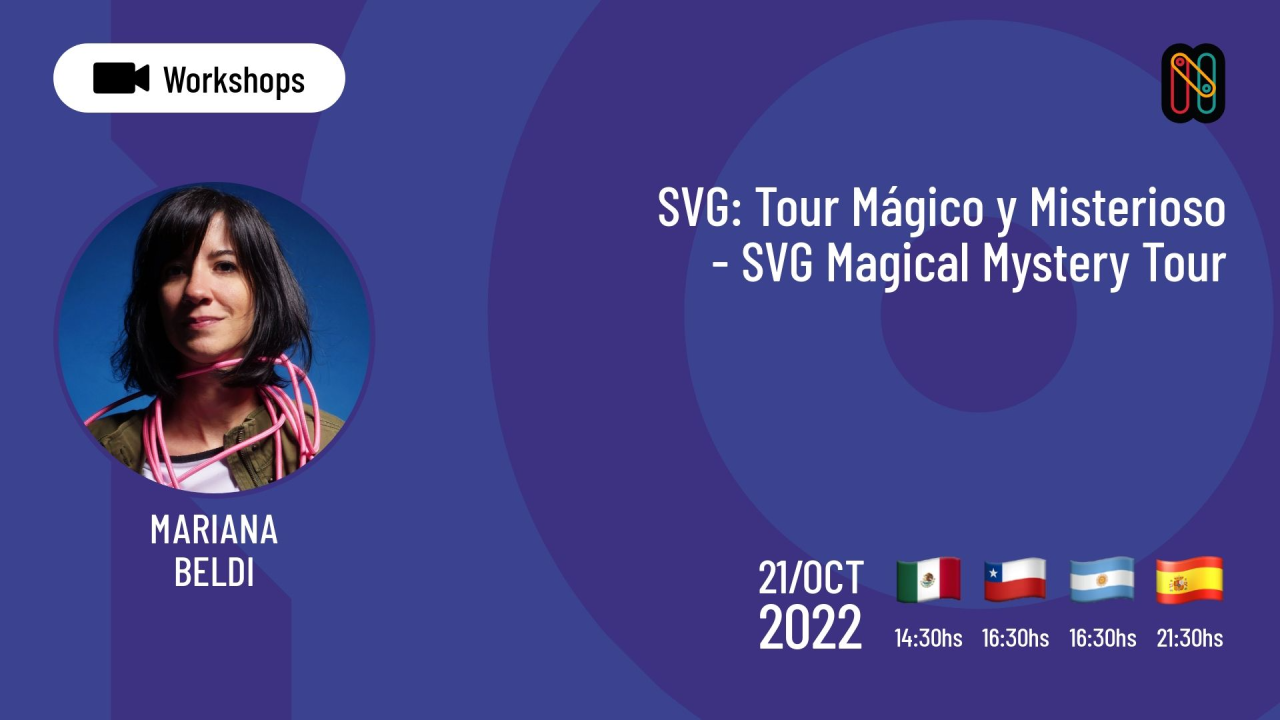 Workshops
SVG: Tour Mágico y Misterioso
- SVG Magical Mystery Tour
MARIANA
BELDI
21/OCT
2022
14:30hs 16:30hs 16:30hs 21:30hs